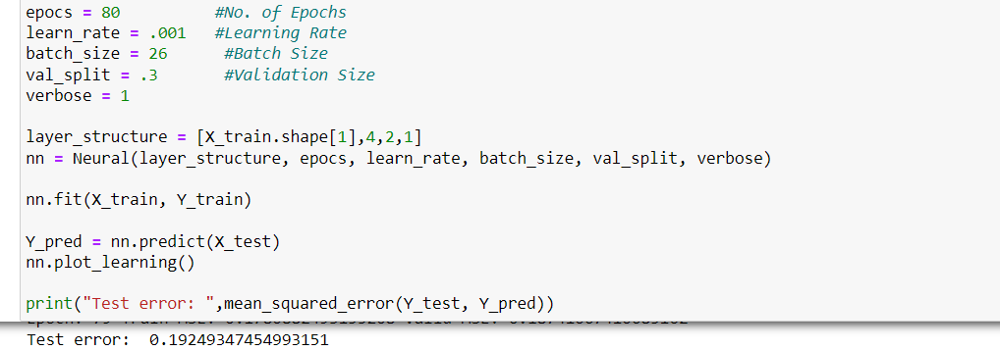 epocs = 80 #No. of Epochs
learn_rate = .001 #Learning Rate
batch_size = 26 #Batch Size
val_split = .3 #Validation Size
verbose = 1
layer_structure = [X_train.shape[1],4,2,1]
nn = Neural(layer_structure, epocs, learn_rate, batch_size, val_split, verbose)
nn.fit(X_train, Y_train)
Y_pred = nn.predict(X_test)
nn.plot_learning()
print("Test error: ",mean_squared_error(Y_test, Y_pred))
Test error: 0.19249347454993151